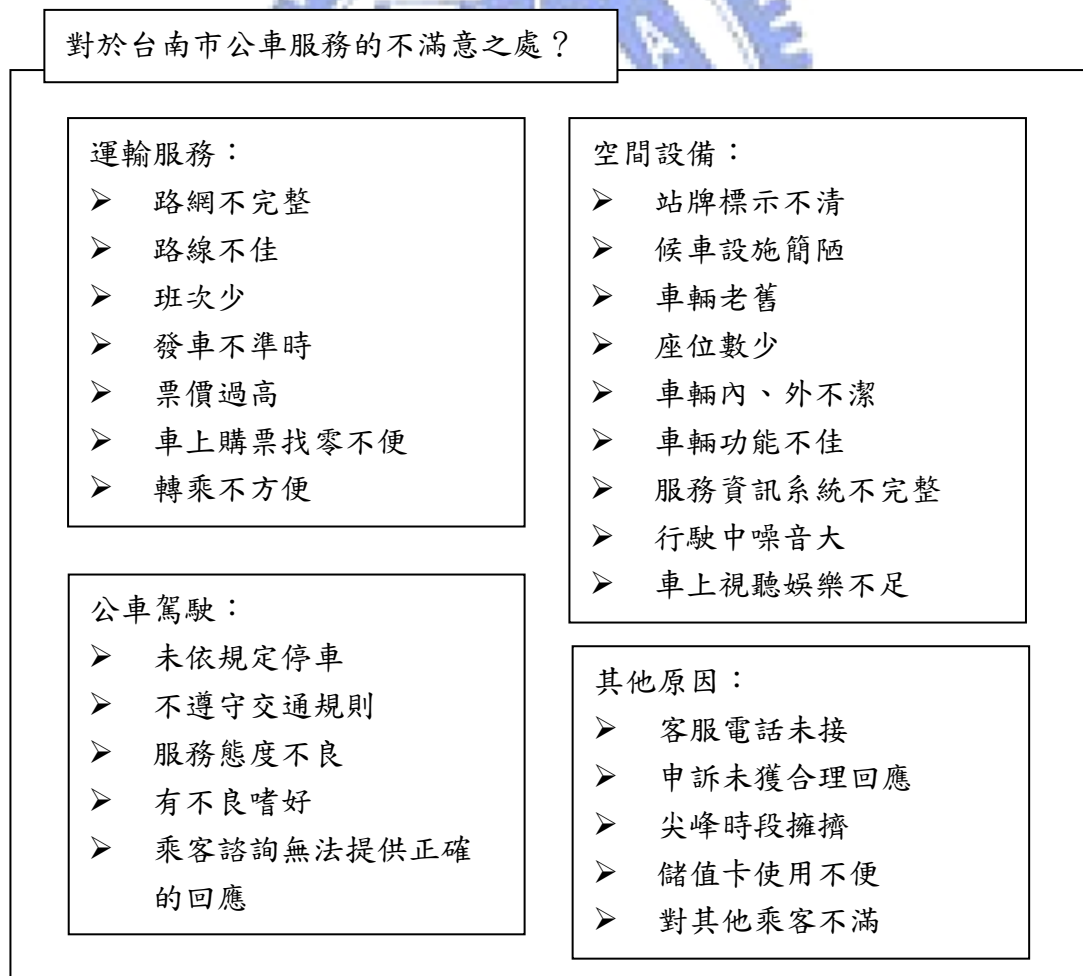 對於台南市公車服務的不滿意之處？
運輸服務：
➢ 路網不完整
➢ 路線不佳
➢ 班次少
➢ 發車不準時
➢ 票價過高
➢ 車上購票找零不便
➢ 轉乘不方便
空間設備：
➢ 站牌標示不清
➢ 候車設施簡陋
➢ 車輛老舊
➢ 座位數少
➢ 車輛內、外不潔
➢ 車輛功能不佳
➢ 服務資訊系統不完整
➢ 行駛中噪音大
➢ 車上視聽娛樂不足
公車駕駛：
➢ 未依規定停車
➢ 不遵守交通規則
➢ 服務態度不良
➢ 有不良嗜好
➢ 乘客諮詢無法提供正確
的回應
其他原因：
➢ 客服電話未接
➢ 申訴未獲合理回應
➢ 尖峰時段擁擠
➢ 儲值卡使用不便
➢ 對其他乘客不滿